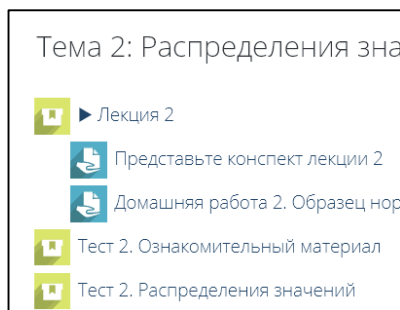 Тема 2: Распределения зна
Лекция 2
Представьте конспект лекции 2
Домашняя работа 2. Образец нор
Тест 2. Ознакомительный материал
Тест 2. Распределения значений